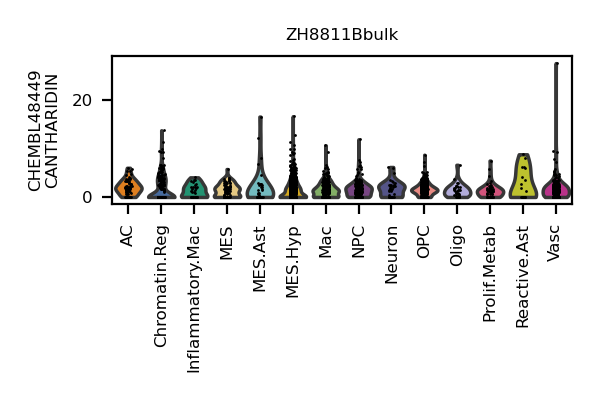 ZH8811Bbulk
CHEMBL48449
CANTHARIDIN
20
0
AC
Chromatin.Reg
Inflammatory.Mac
MES
MES.Ast
MES.Hyp
Mac
NPC
Neuron
OPC
Oligo
Prolif.Metab
Reactive.Ast
Vasc